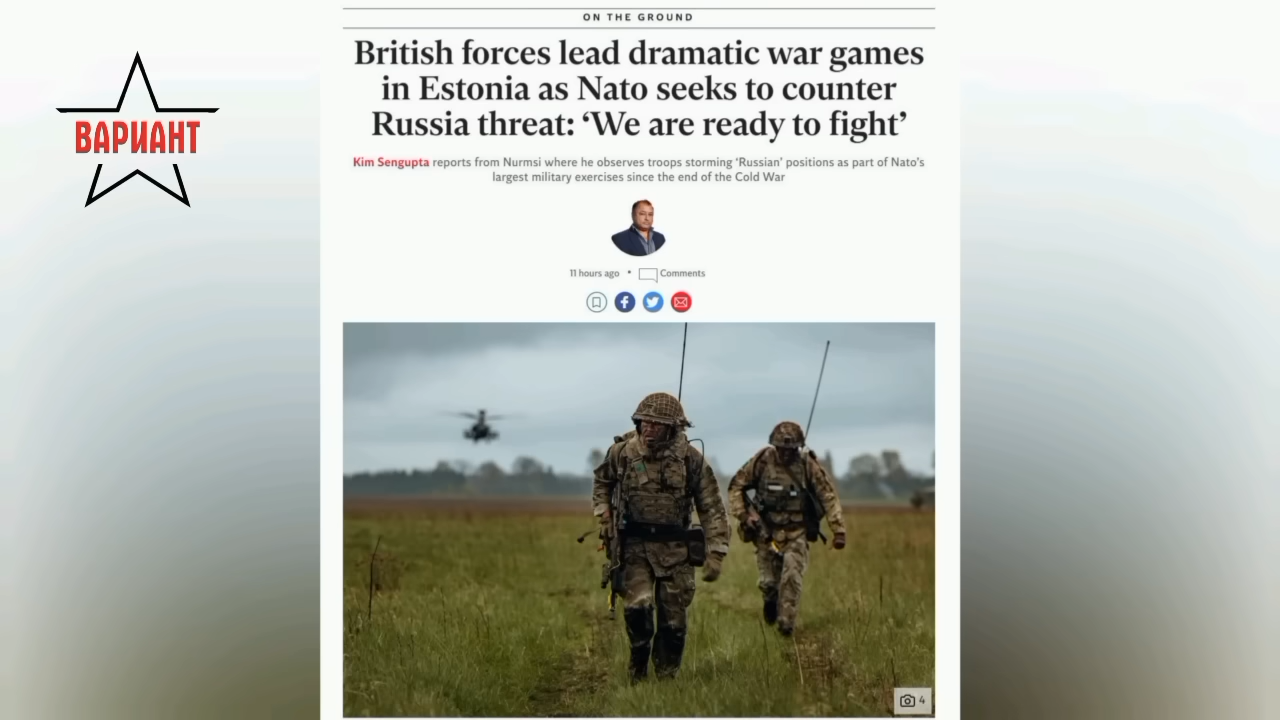 ON THE GROUND
British forces lead dramatic war games
in Estonia as Nato seeks to counter
Russia threat: ‘We are ready to fight’
Kim Sengupta reports from Nurmsi where he observes troops storming ‘Russian’ positions as part of Nato’s
largest military exercises since the end of the Cold War
11 hours ago • Comments
ВАРИАНТ
4